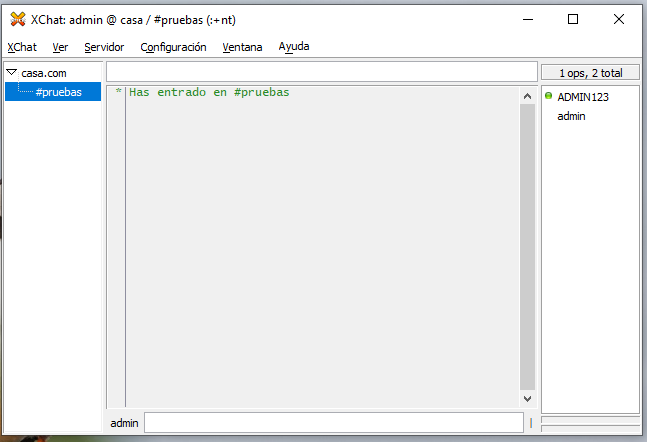 XChat: admin @ casa / #pruebas (:+nt)
XChat Ver Servidor Configuración Ventana Ayuda
casa.com
#pruebas
* Has entrado en #pruebas
1 ops, 2 total
ADMIN123
admin
admin